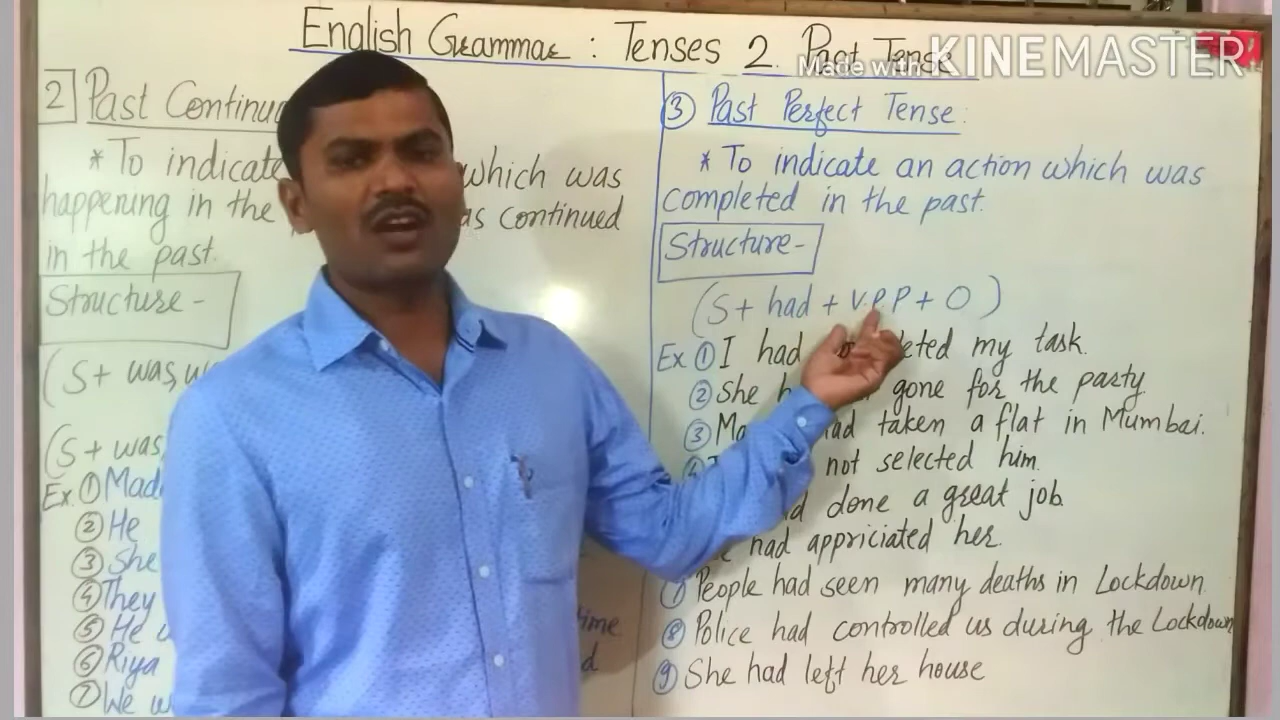 English Grammar : Tenses 2. Past Tense
Made with KINEMASTER
2 Past
* To indicate which was
happening in the as continued
in the past.
Structure -
(S+ was,
(S+ was
Ex. ①
② He
③ She
④ They
⑤ He
⑥ Riya
⑦ We
time
③ Past Perfect Tense:
* To indicate an action which was
completed in the past.
Structure-
(S+ had + V.P.P + O)
Ex ① I had my task.
② She gone for the party
③ had taken a flat in Mumbai.
not selected him.
done a great job
had appriciated her.
People had seen many deaths in Lockdown
⑧ Police had controlled us during the Lockdown
⑨ She had left her house